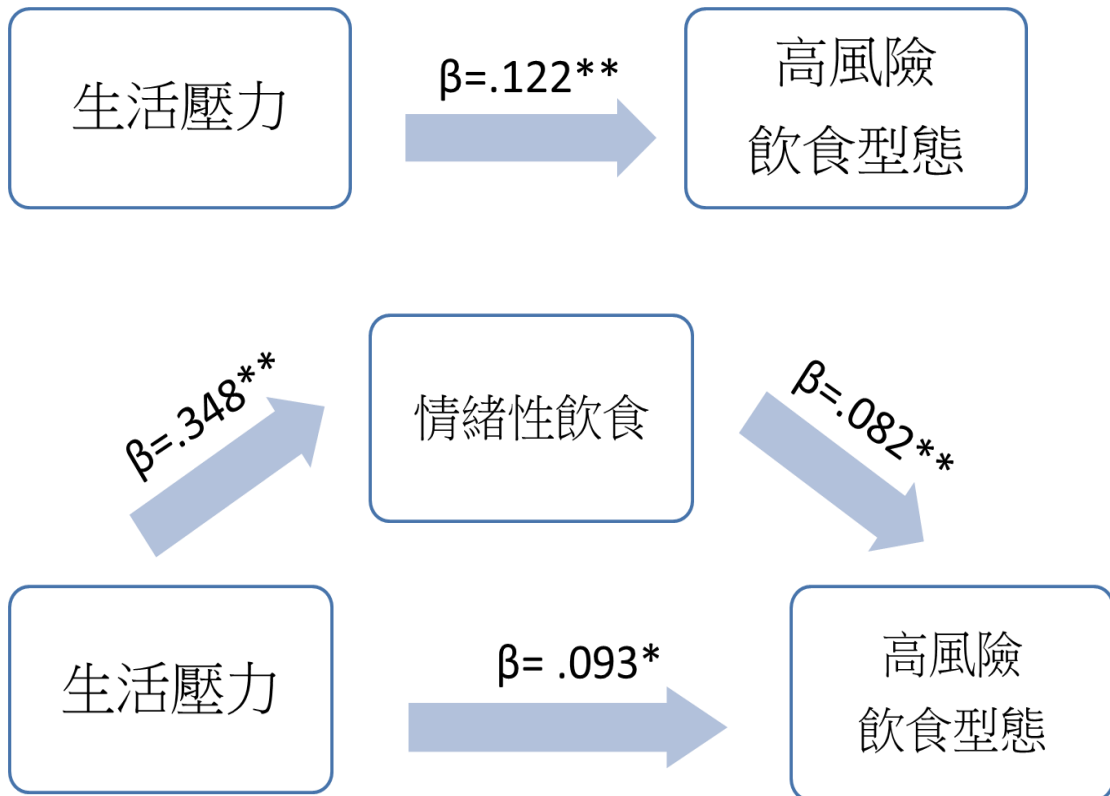 生活壓力
β=.122**
高風險
飲食型態
β=.348**
情緒性飲食
β=.082**
生活壓力
β= .093*
高風險
飲食型態